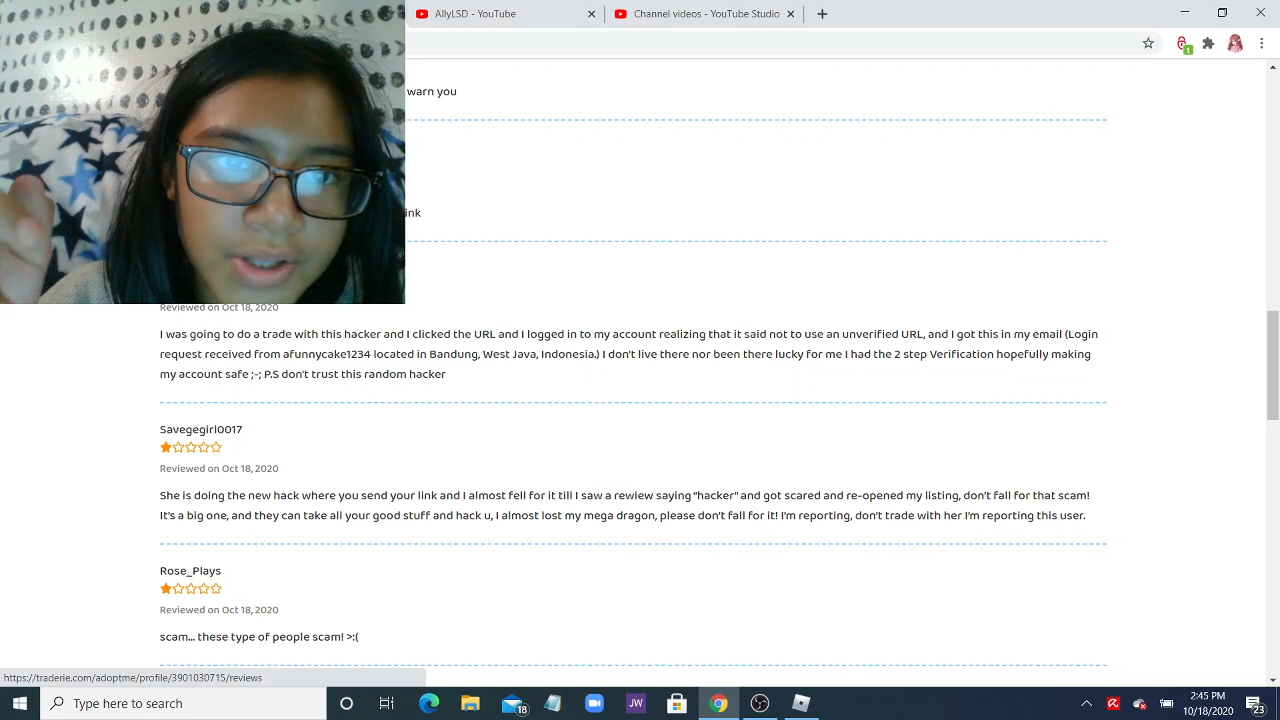 AllyLSD - YouTube
Channel videos - YouTube Studio
1
warn you
ink
Reviewed on Oct 18, 2020
I was going to do a trade with this hacker and I clicked the URL and I logged in to my account realizing that it said not to use an unverified URL, and I got this in my email (Login
request received from afunnycake1234 located in Bandung, West Java, Indonesia.) I don't live there nor been there lucky for me I had the 2 step Verification hopefully making
my account safe ;-; P.S don't trust this random hacker
Savegegirl0017
Reviewed on Oct 18, 2020
She is doing the new hack where you send your link and I almost fell for it till I saw a rewiew saying "hacker" and got scared and re-opened my listing, don't fall for that scam!
It's a big one, and they can take all your good stuff and hack u, I almost lost my mega dragon, please don't fall for it! I'm reporting, don't trade with her I'm reporting this user.
Rose_Plays
Reviewed on Oct 18, 2020
scam... these type of people scam! >:(
https://traderie.com/adoptme/profile/3901030715/reviews
Type here to search
18
JW
2:45 PM
10/18/2020
23